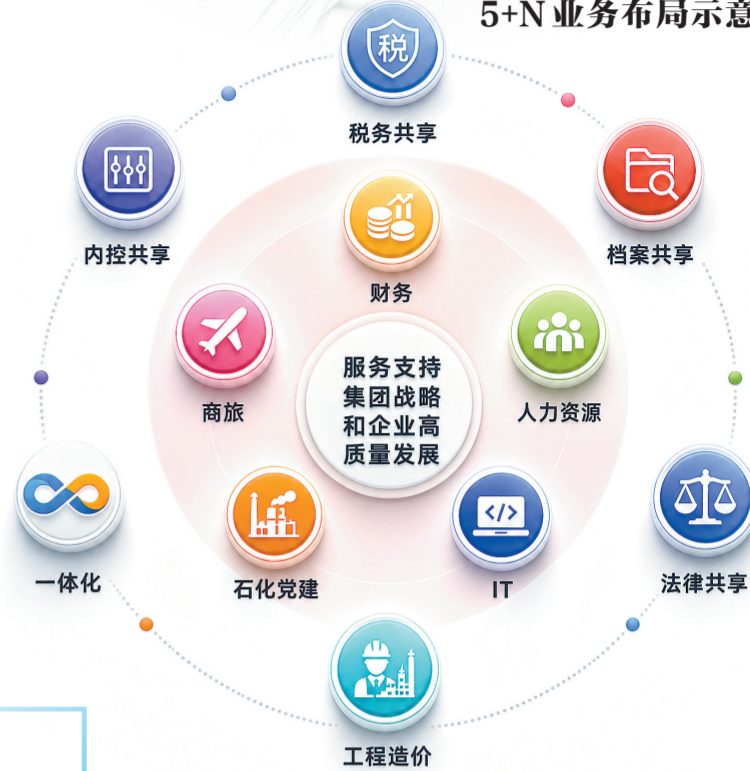 5+N业务布局示意
税
税务共享
内控共享
档案共享
财务
商旅
人力资源
服务支持
集团战略
和企业高
质量发展
一体化
石化党建
</>
IT
法律共享
工程造价